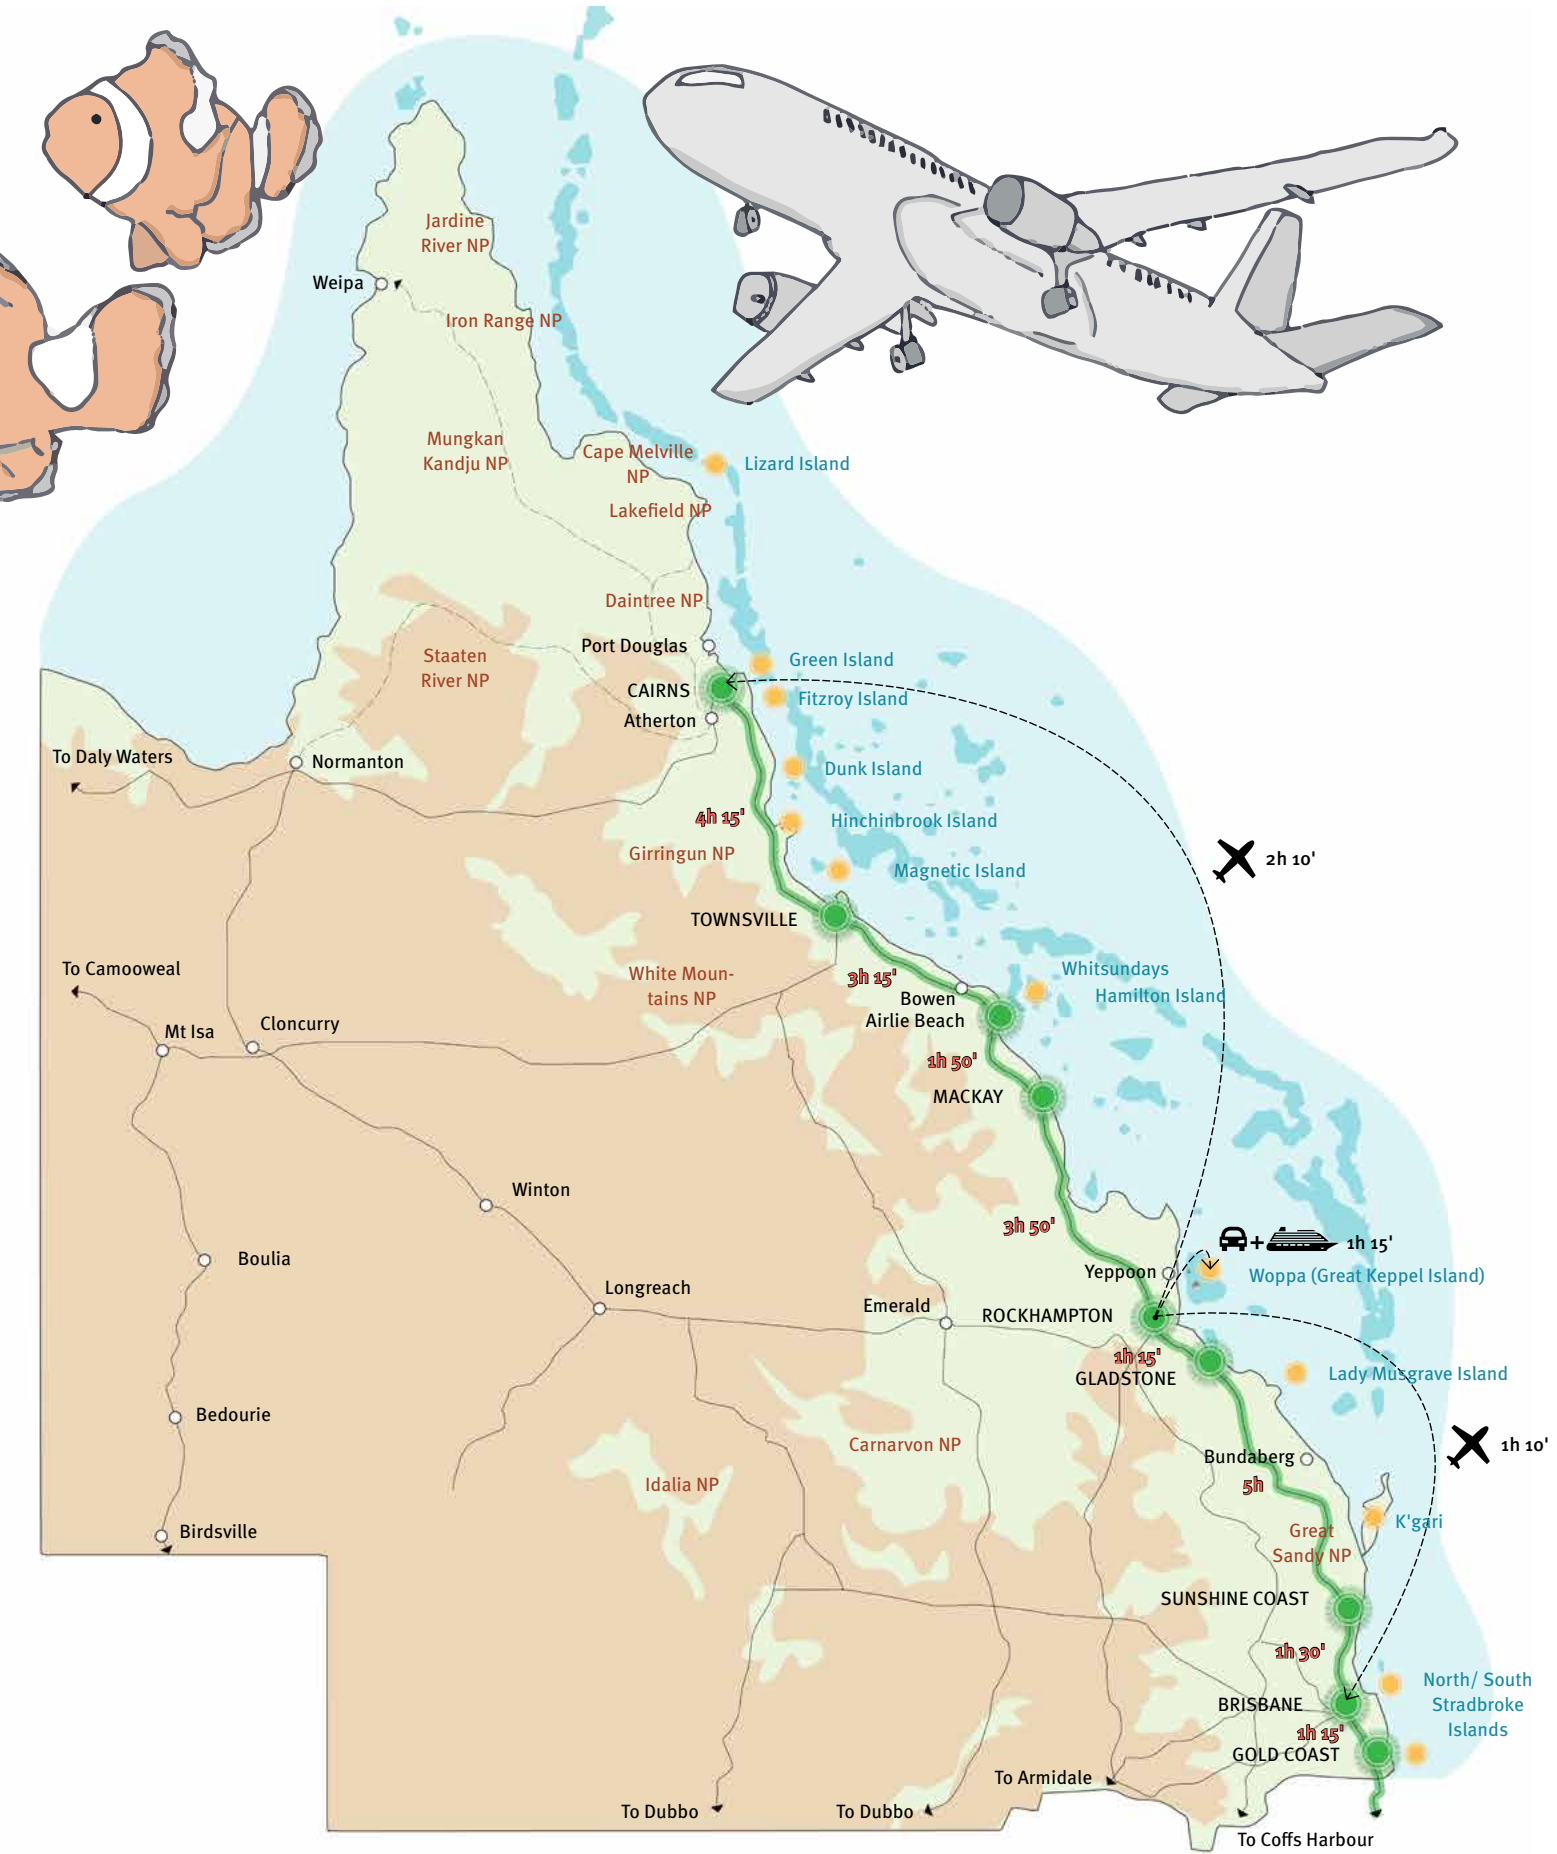 Jardine
River NP
Weipa
Iron Range NP
Mungkan
Kandju NP
Cape Melville
NP
Lizard Island
Lakefield NP
Daintree NP
Port Douglas
Staaten
River NP
Green Island
CAIRNS
Fitzroy Island
Atherton
To Daly Waters
Normanton
Dunk Island
4h 15'
Hinchinbrook Island
Girringun NP
2h 10'
Magnetic Island
TOWNSVILLE
To Camooweal
White Moun-
tains NP
3h 15'
Whitsundays
Hamilton Island
Bowen
Airlie Beach
Mt Isa
Cloncurry
1h 50'
MACKAY
Winton
3h 50'
+
1h 15'
Boulia
Yeppoon
Woppa (Great Keppel Island)
Longreach
Emerald
ROCKHAMPTON
1h 15'
GLADSTONE
Lady Musgrave Island
Bedourie
Carnarvon NP
1h 10'
Bundaberg
Idalia NP
5h
K'gari
Birdsville
Great
Sandy NP
SUNSHINE COAST
1h 30'
North/ South
Stradbroke
Islands
BRISBANE
1h 15'
GOLD COAST
To Armidale
To Dubbo
To Dubbo
To Coffs Harbour